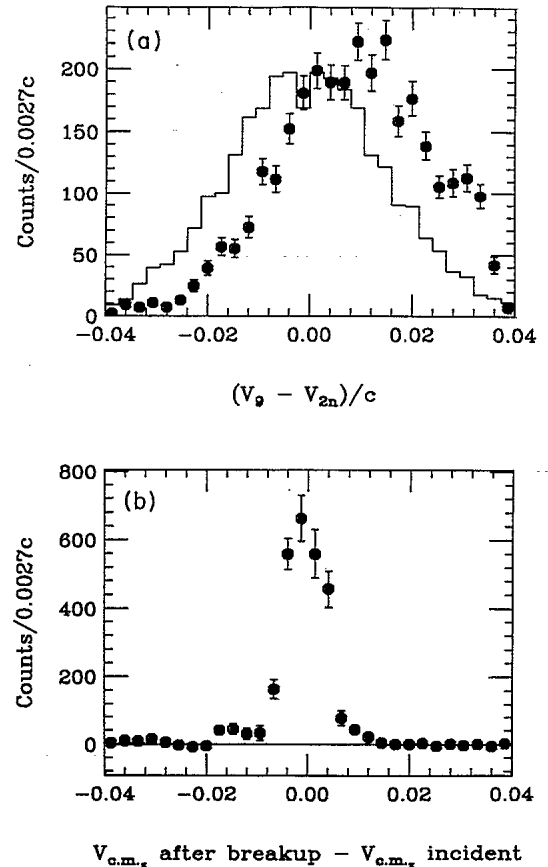 (a)
Counts/0.0027c
200
150
100
50
0
−0.04 −0.02 0.00 0.02 0.04
(V₉ − V₂ₙ)/c
(b)
Counts/0.0027c
800
600
400
200
0
−0.04 −0.02 0.00 0.02 0.04
V_c.m.,z after breakup − V_c.m.,z incident